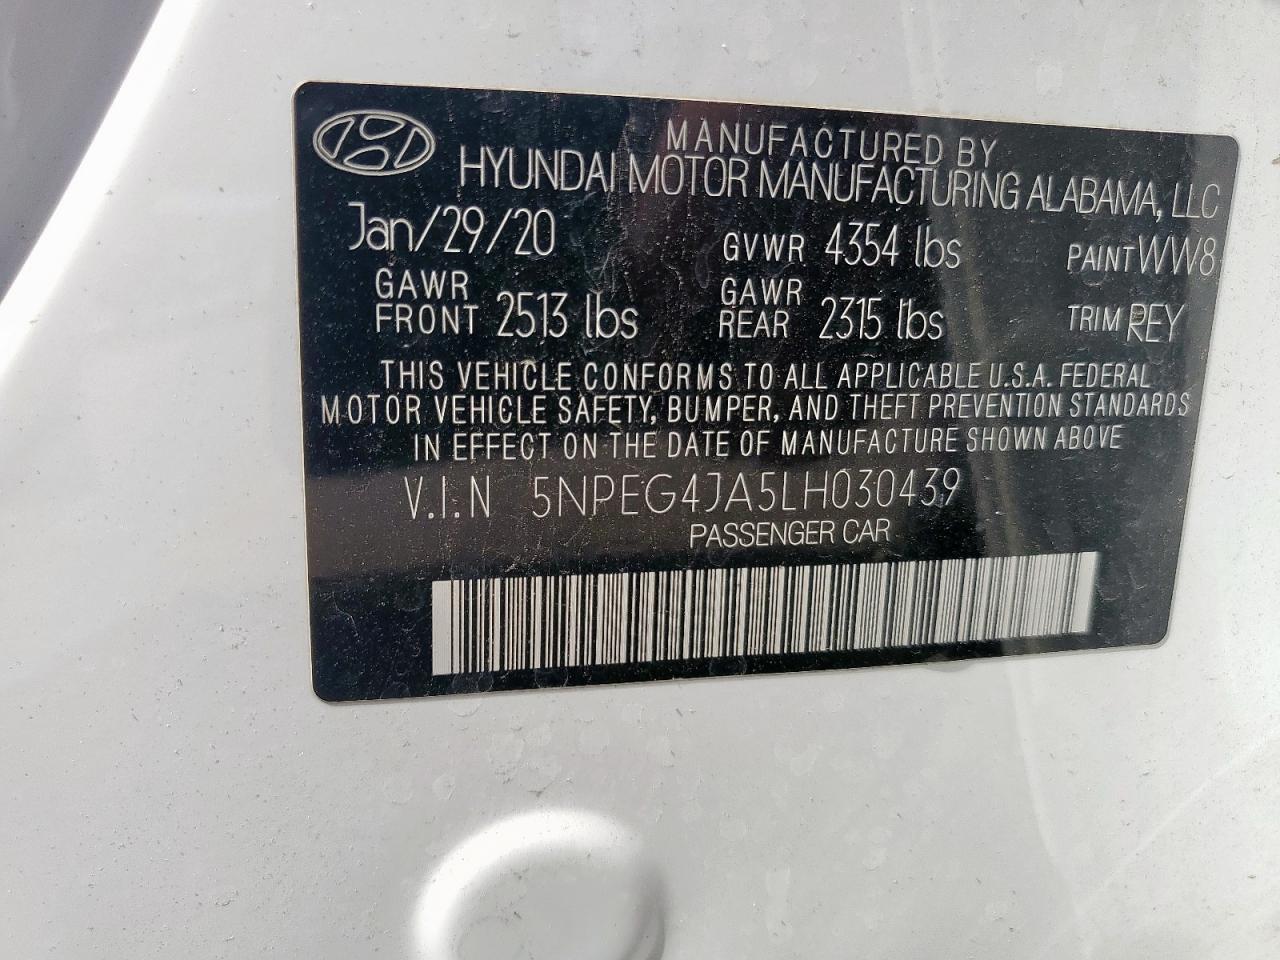 MANUFACTURED BY
HYUNDAI MOTOR MANUFACTURING ALABAMA, LLC
Jan/29/20 GVWR 4354 lbs PAINT WW8
GAWR FRONT 2513 lbs GAWR REAR 2315 lbs TRIM REY
THIS VEHICLE CONFORMS TO ALL APPLICABLE U.S.A. FEDERAL
MOTOR VEHICLE SAFETY, BUMPER, AND THEFT PREVENTION STANDARDS
IN EFFECT ON THE DATE OF MANUFACTURE SHOWN ABOVE
V.I.N 5NPEG4JA5LH030439
PASSENGER CAR